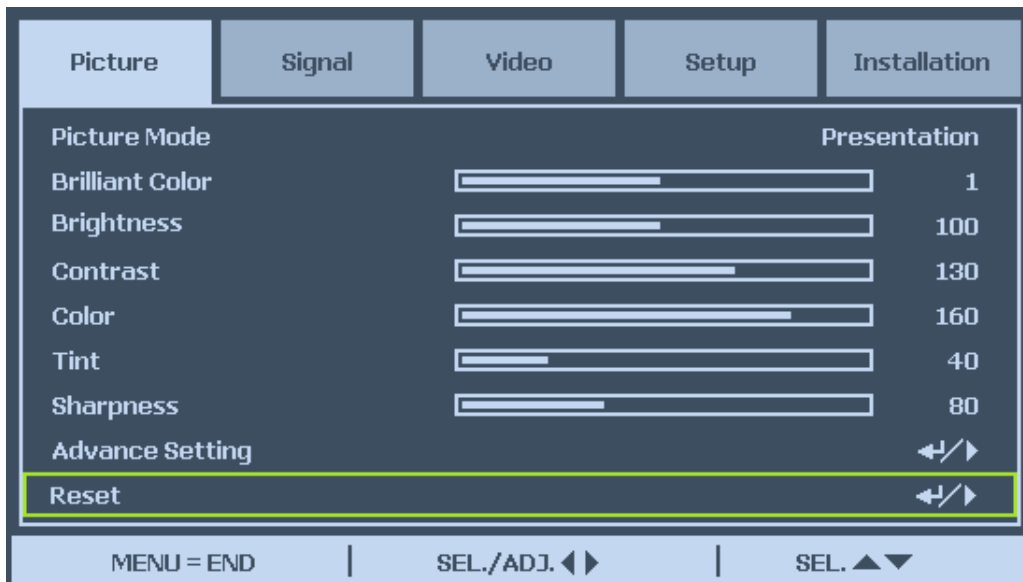 Picture Signal Video Setup Installation
Picture Mode Presentation
Brilliant Color 1
Brightness 100
Contrast 130
Color 160
Tint 40
Sharpness 80
Advance Setting ↵/▶
Reset ↵/▶
MENU = END | SEL./ADJ. ◀ ▶ | SEL. ▲ ▼